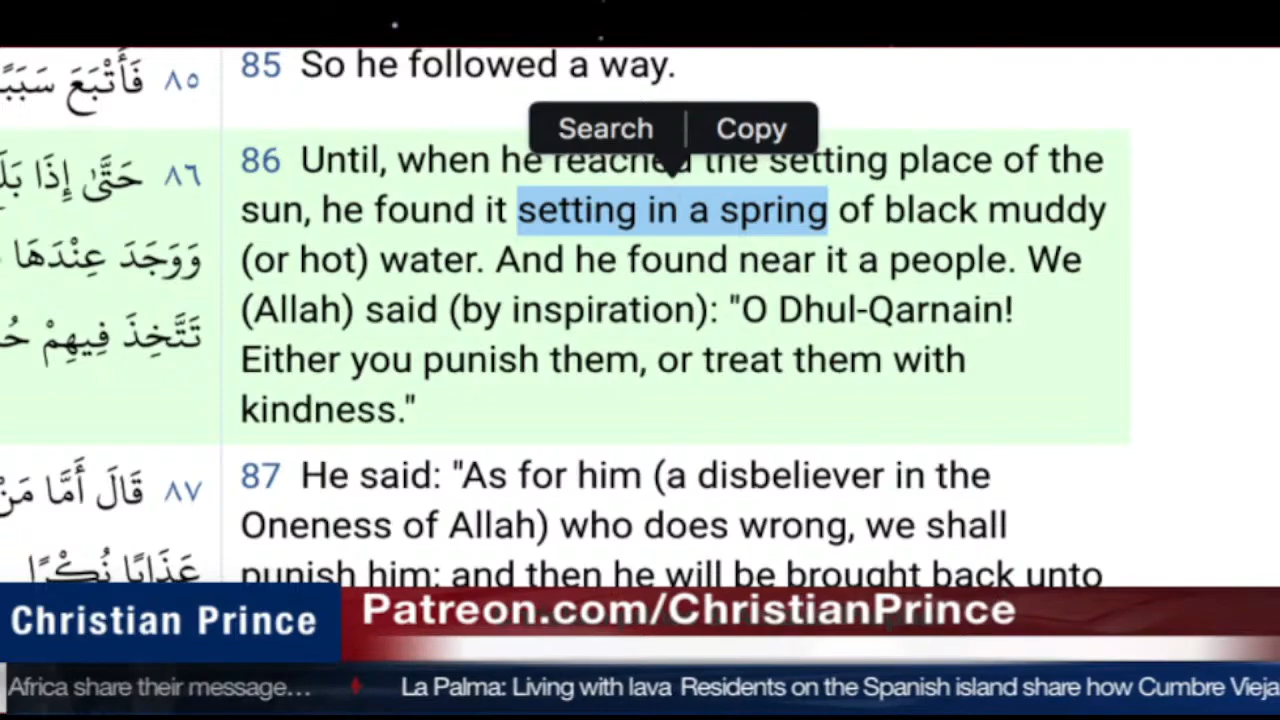 فَأَتْبَعَ سَبَبًا ٨٥
85 So he followed a way.
Search Copy
حَتَّىٰ إِذَا ٨٦
86 Until, when he reached the setting place of the
sun, he found it setting in a spring of black muddy
وَوَجَدَ عِنْدَهَا
(or hot) water. And he found near it a people. We
(Allah) said (by inspiration): "O Dhul-Qarnain!
تَتَّخِذَ فِيهِمْ
Either you punish them, or treat them with
kindness."
قَالَ أَمَّا ٨٧
87 He said: "As for him (a disbeliever in the
Oneness of Allah) who does wrong, we shall
عَذَابًا نُكْرًا
punish him; and then he will be brought back unto
Christian Prince
Patreon.com/ChristianPrince
Africa share their message... La Palma: Living with lava Residents on the Spanish island share how Cumbre Vieja